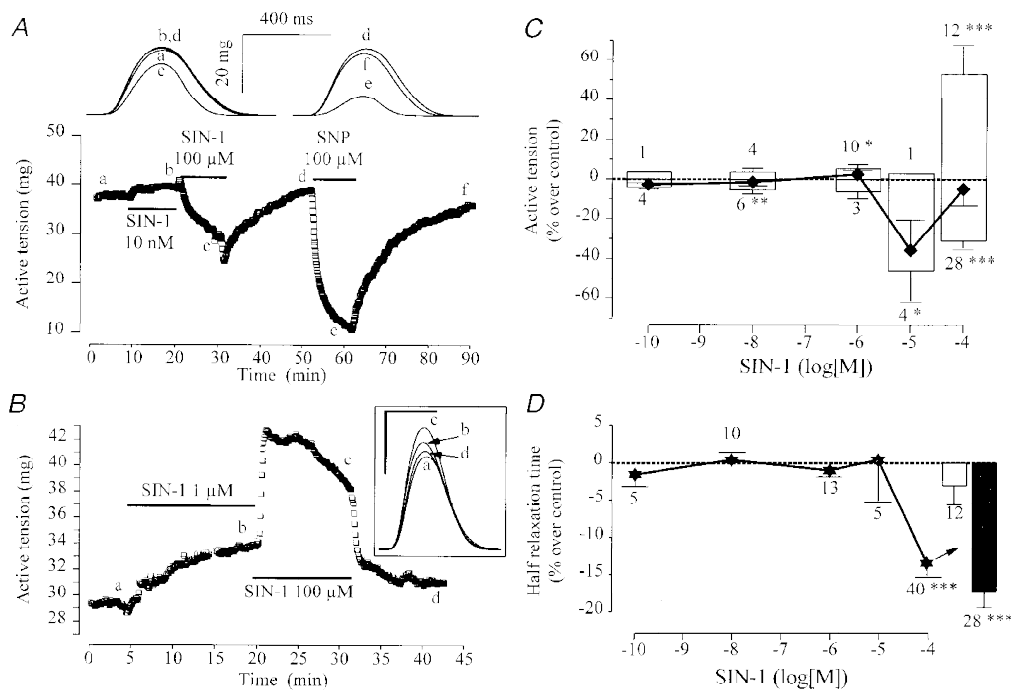 A
400 ms
20 mg
b,d
a
c
d
f
e
Active tension (mg)
50
40
30
20
10
a
b
SIN-1
100 µM
SIN-1
10 nM
c
SNP
100 µM
d
e
f
0 10 20 30 40 50 60 70 80 90
Time (min)
B
Active tension (mg)
42
40
38
36
34
32
30
28
a
SIN-1 1 µM
b
c
SIN-1 100 µM
d
c
b
d
a
0 5 10 15 20 25 30 35 40 45
Time (min)
C
Active tension
(% over control)
60
40
20
0
-20
-40
-60
1
4
4
6 **
10 *
3
1
4 *
12 ***
28 ***
-10 -9 -8 -7 -6 -5 -4
SIN-1 (log[M])
D
Half relaxation time
(% over control)
5
0
-5
-10
-15
-20
5
10
13
5
40 ***
12
28 ***
-10 -9 -8 -7 -6 -5 -4
SIN-1 (log[M])